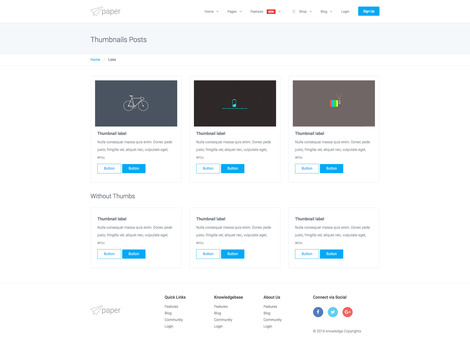 paper
Home Pages Features NEW Shop Blog Login Sign Up
Thumbnails Posts
Home Lists
Thumbnail label Thumbnail label Thumbnail label
Nulla consequat massa quis enim. Donec pede Nulla consequat massa quis enim. Donec pede Nulla consequat massa quis enim. Donec pede
justo, fringilla aliquet nec, vulputate eget, justo, fringilla aliquet nec, vulputate eget, justo, fringilla aliquet nec, vulputate eget,
arcu. arcu. arcu.
Button Button Button Button Button Button
Without Thumbs
Thumbnail label Thumbnail label Thumbnail label
Nulla consequat massa quis enim. Donec pede Nulla consequat massa quis enim. Donec pede Nulla consequat massa quis enim. Donec pede
justo, fringilla aliquet nec, vulputate eget, justo, fringilla aliquet nec, vulputate eget, justo, fringilla aliquet nec, vulputate eget,
arcu. arcu. arcu.
Button Button Button Button Button Button
Quick Links Knowledgebase About Us Connect via Social
paper
Features Features Features
Blog Blog Blog
Community Community Community
Login Login Login
Knowledge Copyrights